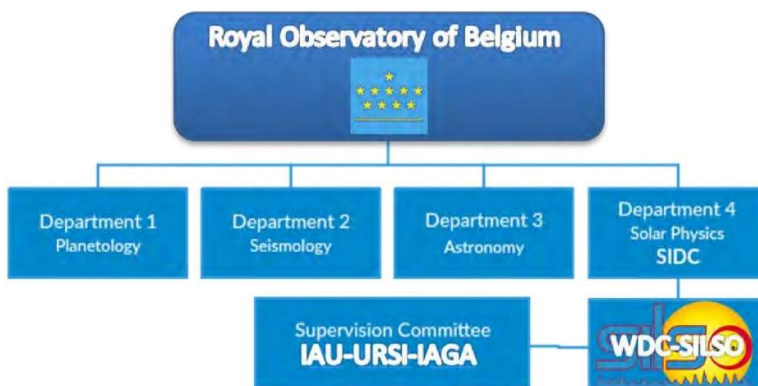 Royal Observatory of Belgium
Department 1
Planetology
Department 2
Seismology
Department 3
Astronomy
Department 4
Solar Physics
SIDC
Supervision Committee
IAU-URSI-IAGA
silso
WDC-SILSO